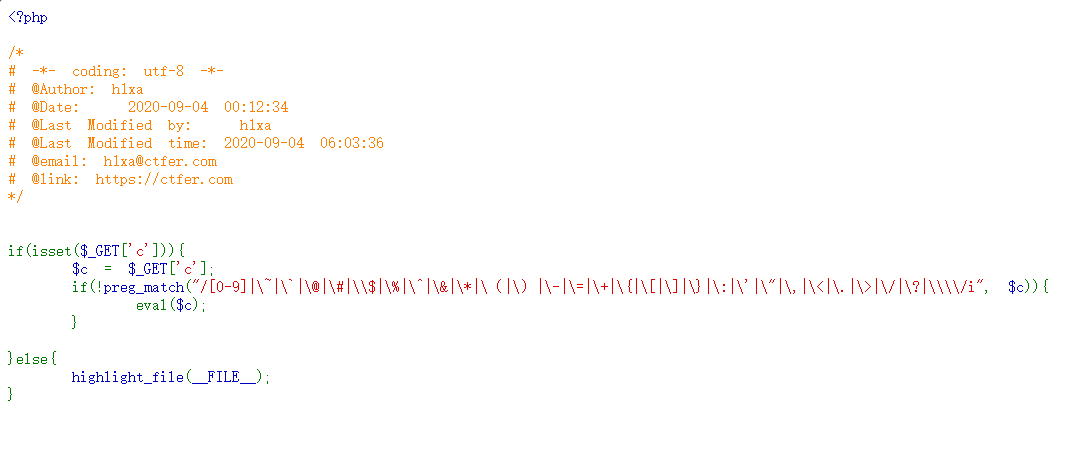 <?php
/*
# -*- coding: utf-8 -*-
# @Author: h1xa
# @Date:   2020-09-04 00:12:34
# @Last Modified by:   h1xa
# @Last Modified time: 2020-09-04 06:03:36
# @email: h1xa@ctfer.com
# @link: https://ctfer.com
*/
if(isset($_GET['c'])){
$c = $_GET['c'];
if(!preg_match("/[0-9]|\~|\`|\@|\#|\\$|\%|\^|\&|\*|\（|\）|\-|\=|\+|\{|\[|\]|\}|\:|\'|\"|\,|\<|\.|\>|\/|\?|\\\\/i", $c)){
eval($c);
}
}else{
highlight_file(__FILE__);
}